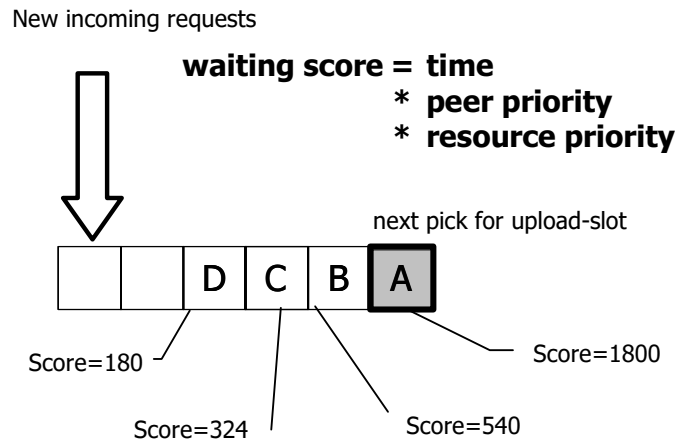 New incoming requests
waiting score = time
* peer priority
* resource priority
next pick for upload-slot
D C B A
Score=180
Score=1800
Score=324
Score=540